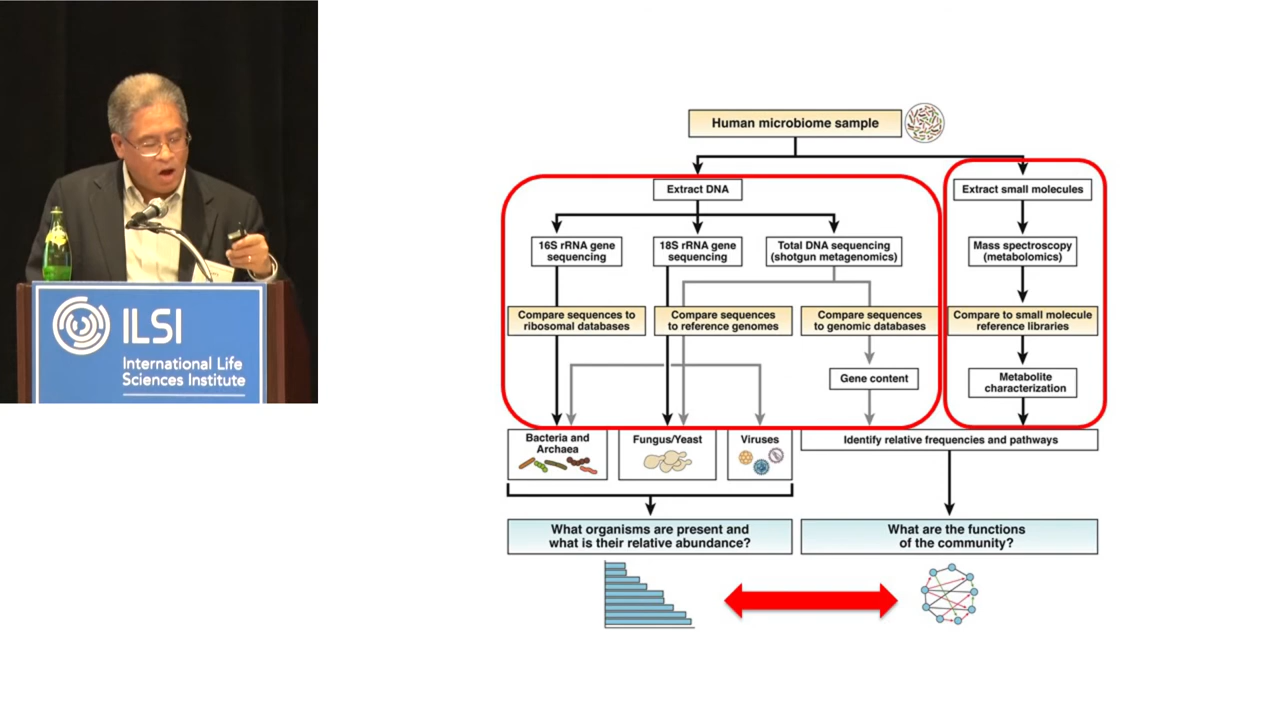 ILSI
International Life
Sciences Institute
Human microbiome sample
Extract DNA
Extract small molecules
16S rRNA gene
sequencing
18S rRNA gene
sequencing
Total DNA sequencing
(shotgun metagenomics)
Mass spectroscopy
(metabolomics)
Compare sequences to
ribosomal databases
Compare sequences
to reference genomes
Compare sequences
to genomic databases
Compare to small molecule
reference libraries
Gene content
Metabolite
characterization
Bacteria and
Archaea
Fungus/Yeast
Viruses
Identify relative frequencies and pathways
What organisms are present and
what is their relative abundance?
What are the functions
of the community?